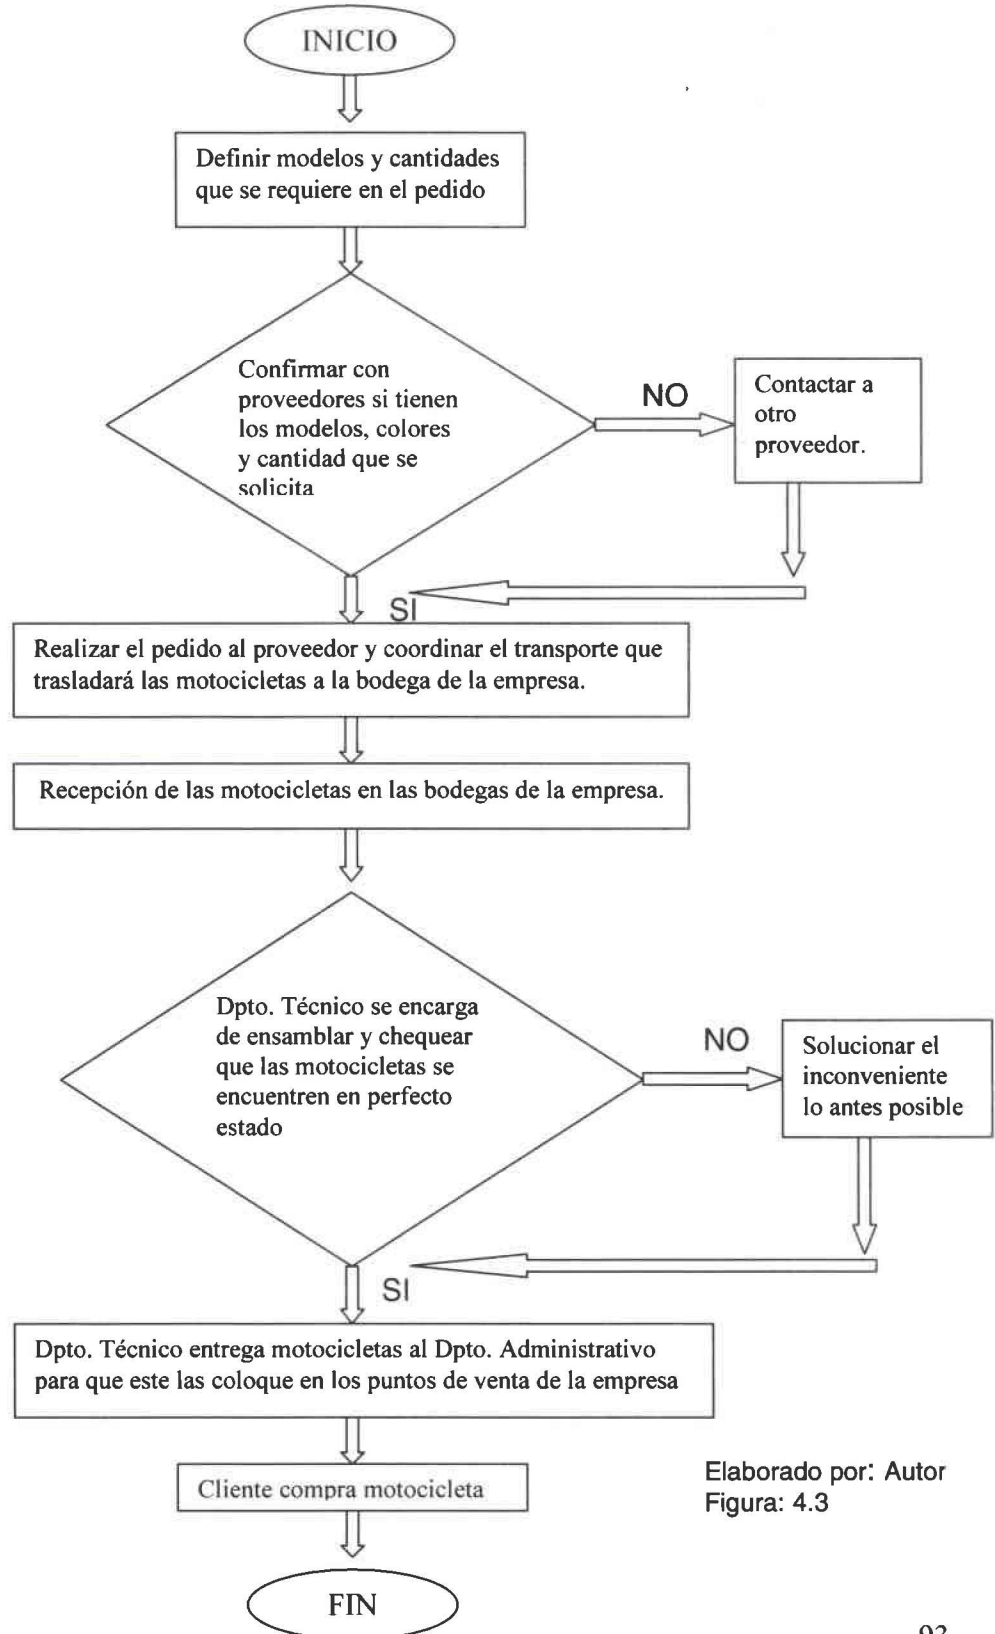 INICIO
Definir modelos y cantidades
que se requiere en el pedido
Confirmar con
proveedores si tienen
los modelos, colores
y cantidad que se
solicita
NO
Contactar a
otro
proveedor.
SI
Realizar el pedido al proveedor y coordinar el transporte que
trasladará las motocicletas a la bodega de la empresa.
Recepción de las motocicletas en las bodegas de la empresa.
Dpto. Técnico se encarga
de ensamblar y chequear
que las motocicletas se
encuentren en perfecto
estado
NO
Solucionar el
inconveniente
lo antes posible
SI
Dpto. Técnico entrega motocicletas al Dpto. Administrativo
para que este las coloque en los puntos de venta de la empresa
Cliente compra motocicleta
Elaborado por: Autor
Figura: 4.3
FIN